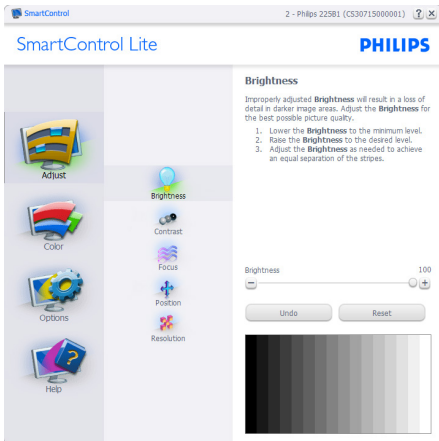 SmartControl
2 - Philips 225B1 (CS30715000001)
?
×
SmartControl Lite
PHILIPS
Adjust
Color
Options
Help
Brightness
Contrast
Focus
Position
Resolution
Brightness
Improperly adjusted Brightness will result in a loss of
detail in darker image areas. Adjust the Brightness for
the best possible picture quality.
1. Lower the Brightness to the minimum level.
2. Raise the Brightness to the desired level.
3. Adjust the Brightness as needed to achieve
an equal separation of the stripes.
Brightness
100
Undo
Reset